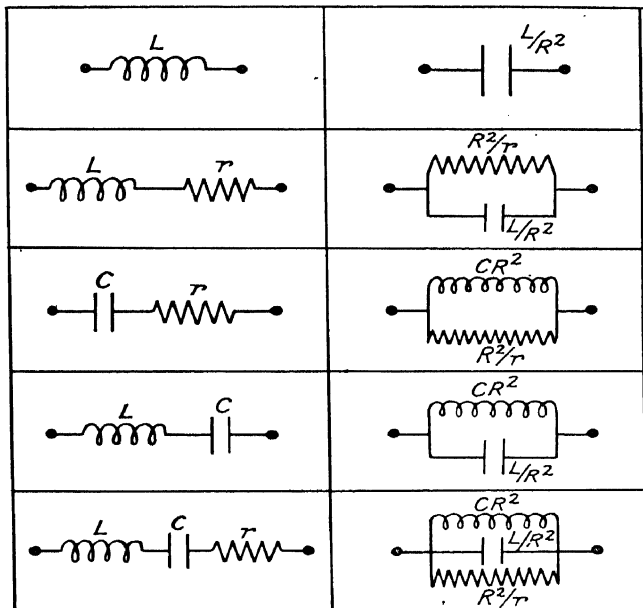 L
L/R²
L r
R²/r
L/R²
C r
CR²
R²/r
L C
CR²
L/R²
L C r
CR²
L/R²
R²/r